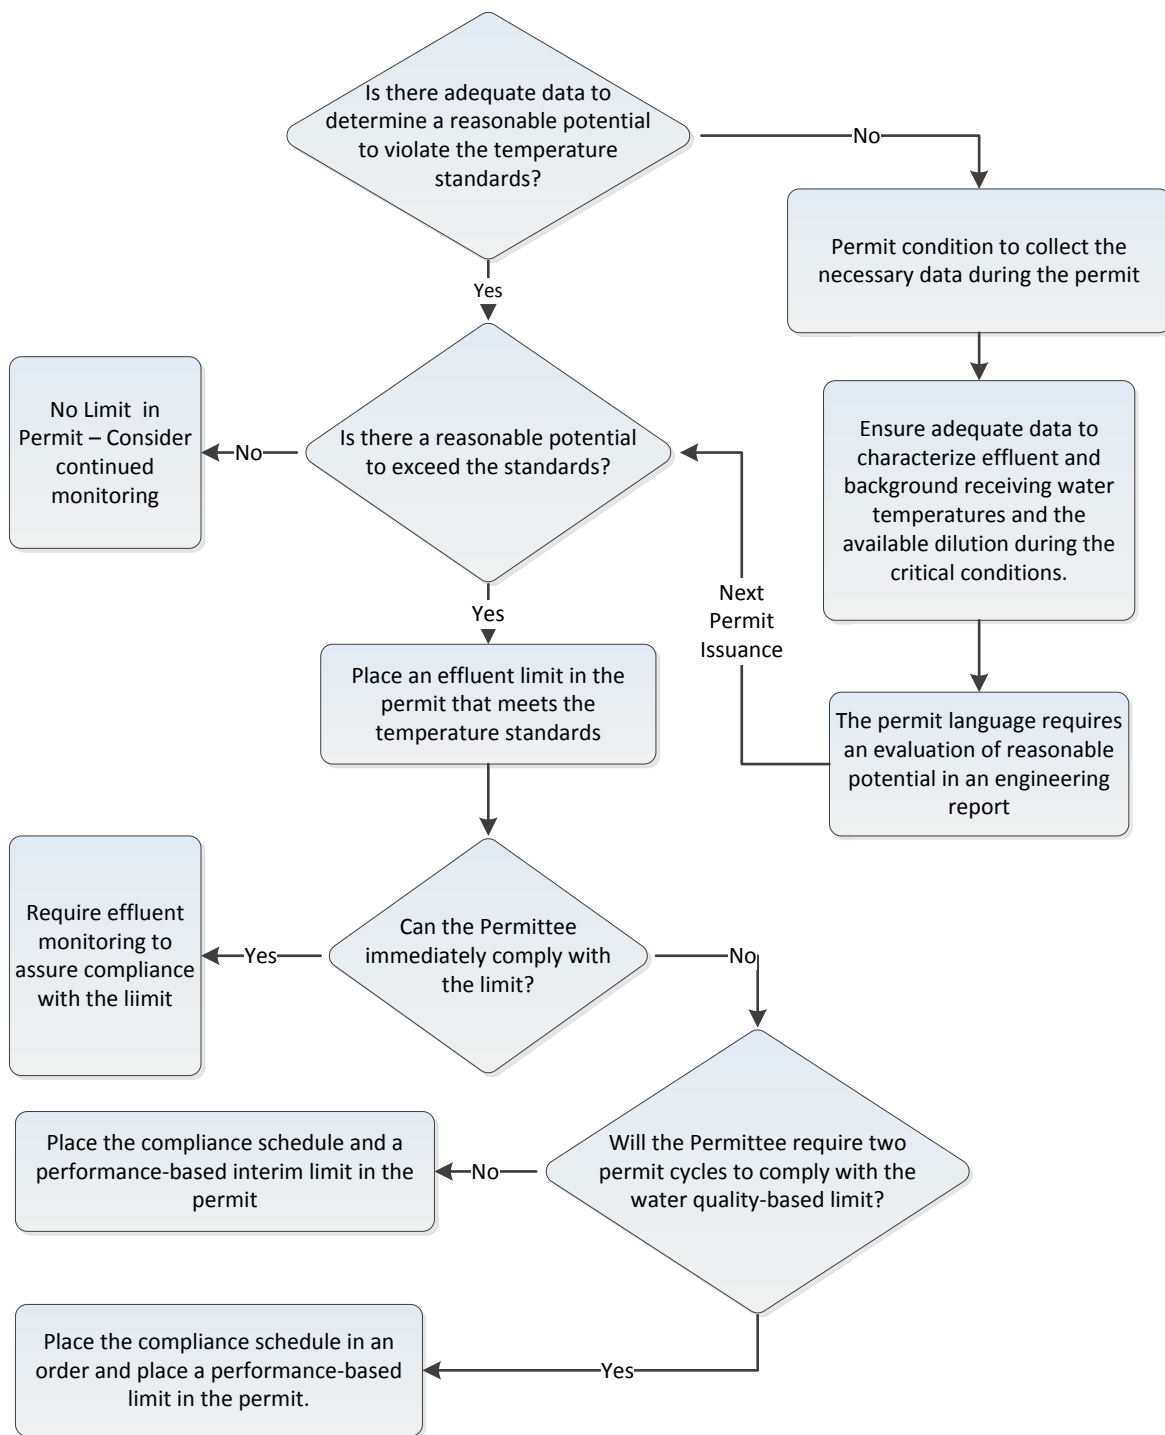 Is there adequate data to
determine a reasonable potential
to violate the temperature
standards?
No
Permit condition to collect the
necessary data during the permit
Yes
Ensure adequate data to
characterize effluent and
background receiving water
temperatures and the
available dilution during the
critical conditions.
No Limit  in
Permit – Consider
continued
monitoring
No
Is there a reasonable potential
to exceed the standards?
Next
Permit
Issuance
Yes
Place an effluent limit in the
permit that meets the
temperature standards
The permit language requires
an evaluation of reasonable
potential in an engineering
report
Require effluent
monitoring to
assure compliance
with the liimit
Yes
Can the Permittee
immediately comply with
the limit?
No
Place the compliance schedule and a
performance-based interim limit in the
permit
No
Will the Permittee require two
permit cycles to comply with the
water quality-based limit?
Place the compliance schedule in an
order and place a performance-based
limit in the permit.
Yes